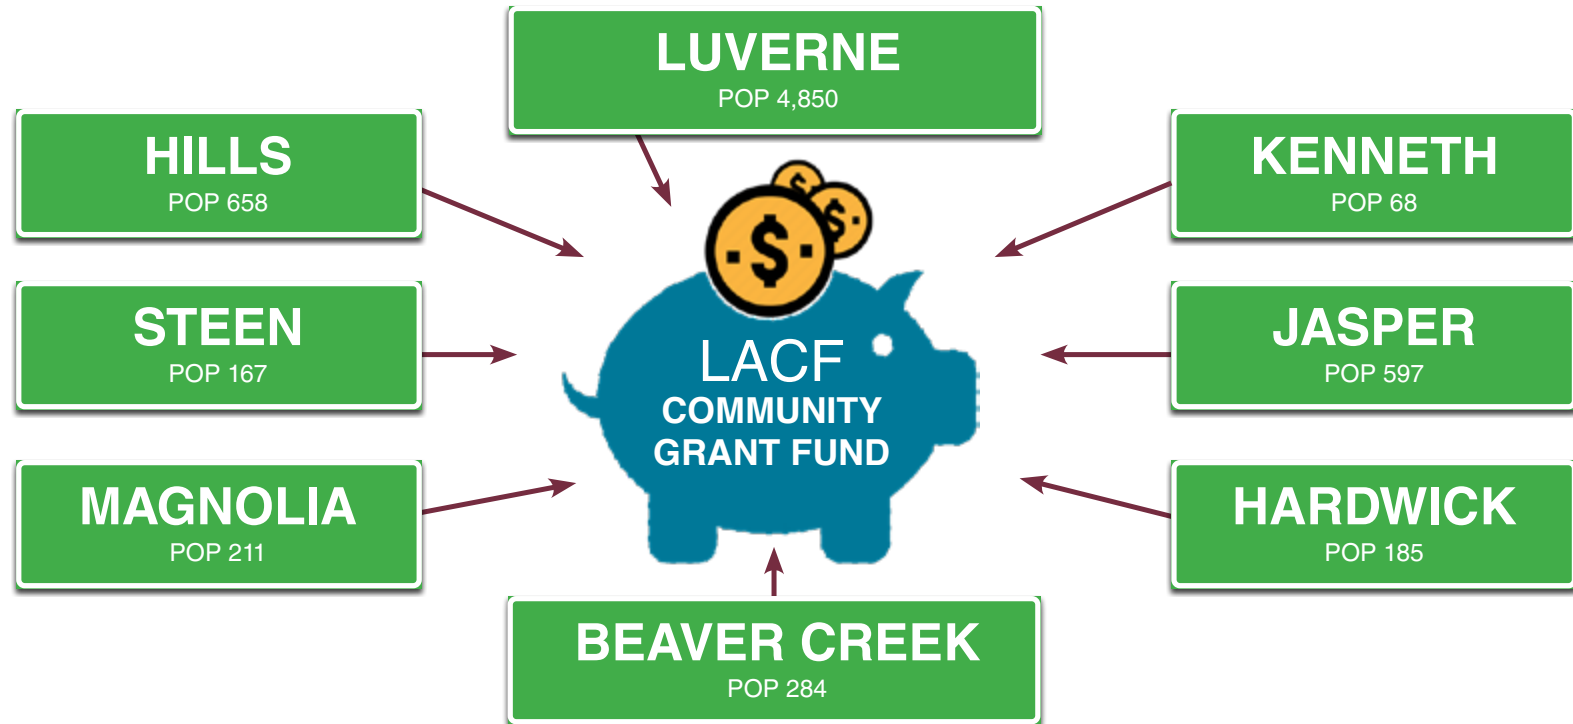 LUVERNE
POP 4,850
HILLS
POP 658
KENNETH
POP 68
STEEN
POP 167
JASPER
POP 597
LACF
COMMUNITY
GRANT FUND
MAGNOLIA
POP 211
HARDWICK
POP 185
BEAVER CREEK
POP 284
$
$
$